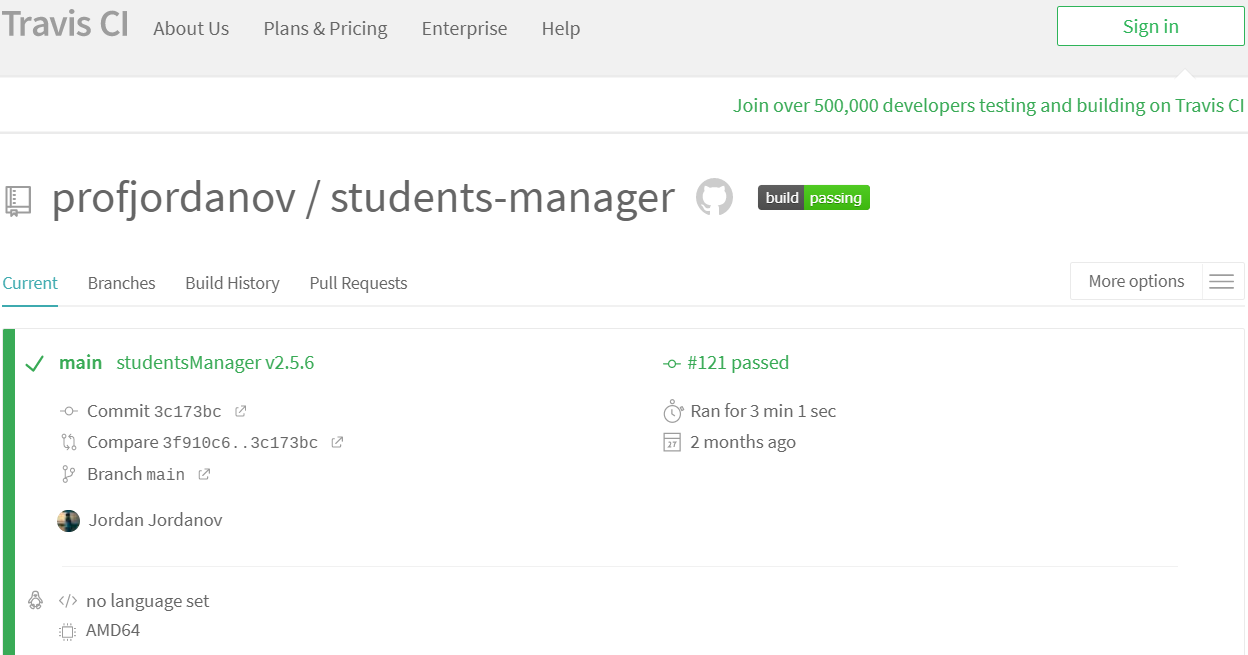 Travis CI About Us Plans & Pricing Enterprise Help Sign in
Join over 500,000 developers testing and building on Travis CI
profjordanov / students-manager build passing
Current Branches Build History Pull Requests More options
main studentsManager v2.5.6
#121 passed
Commit 3c173bc
Ran for 3 min 1 sec
Compare 3f910c6..3c173bc
27 2 months ago
Branch main
Jordan Jordanov
</> no language set
AMD64